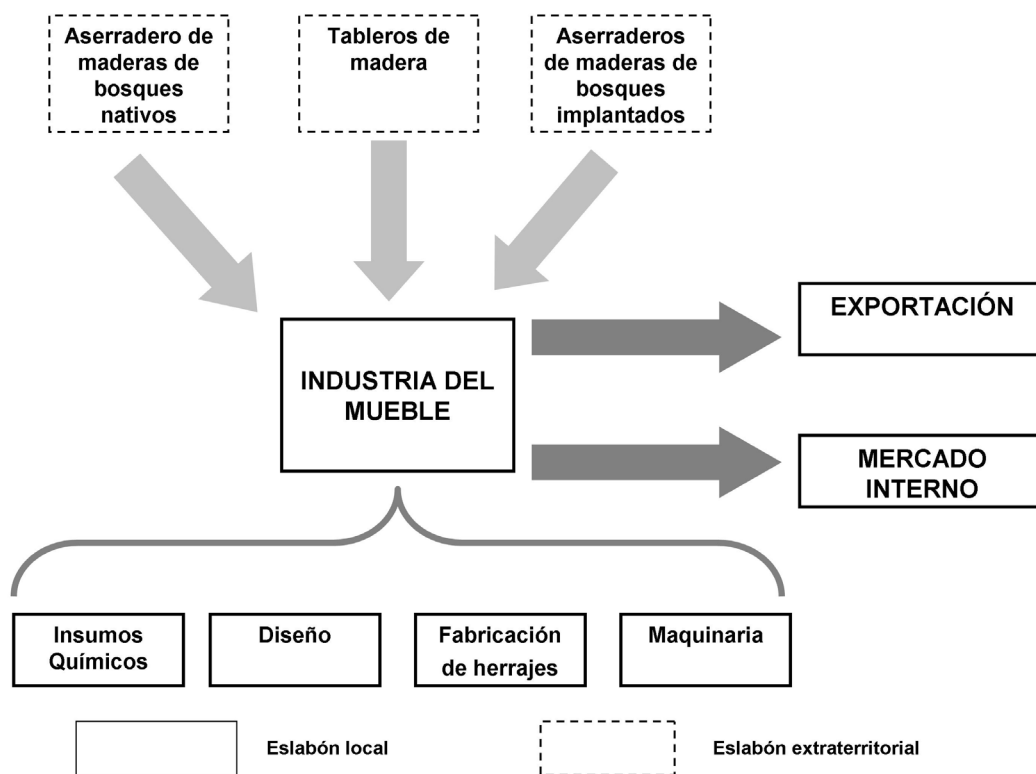 Aserradero de
maderas de
bosques
nativos
Tableros de
madera
Aserraderos
de maderas de
bosques
implantados
EXPORTACIÓN
INDUSTRIA DEL
MUEBLE
MERCADO
INTERNO
Insumos
Químicos
Diseño
Fabricación
de herrajes
Maquinaria
Eslabón local
Eslabón extraterritorial